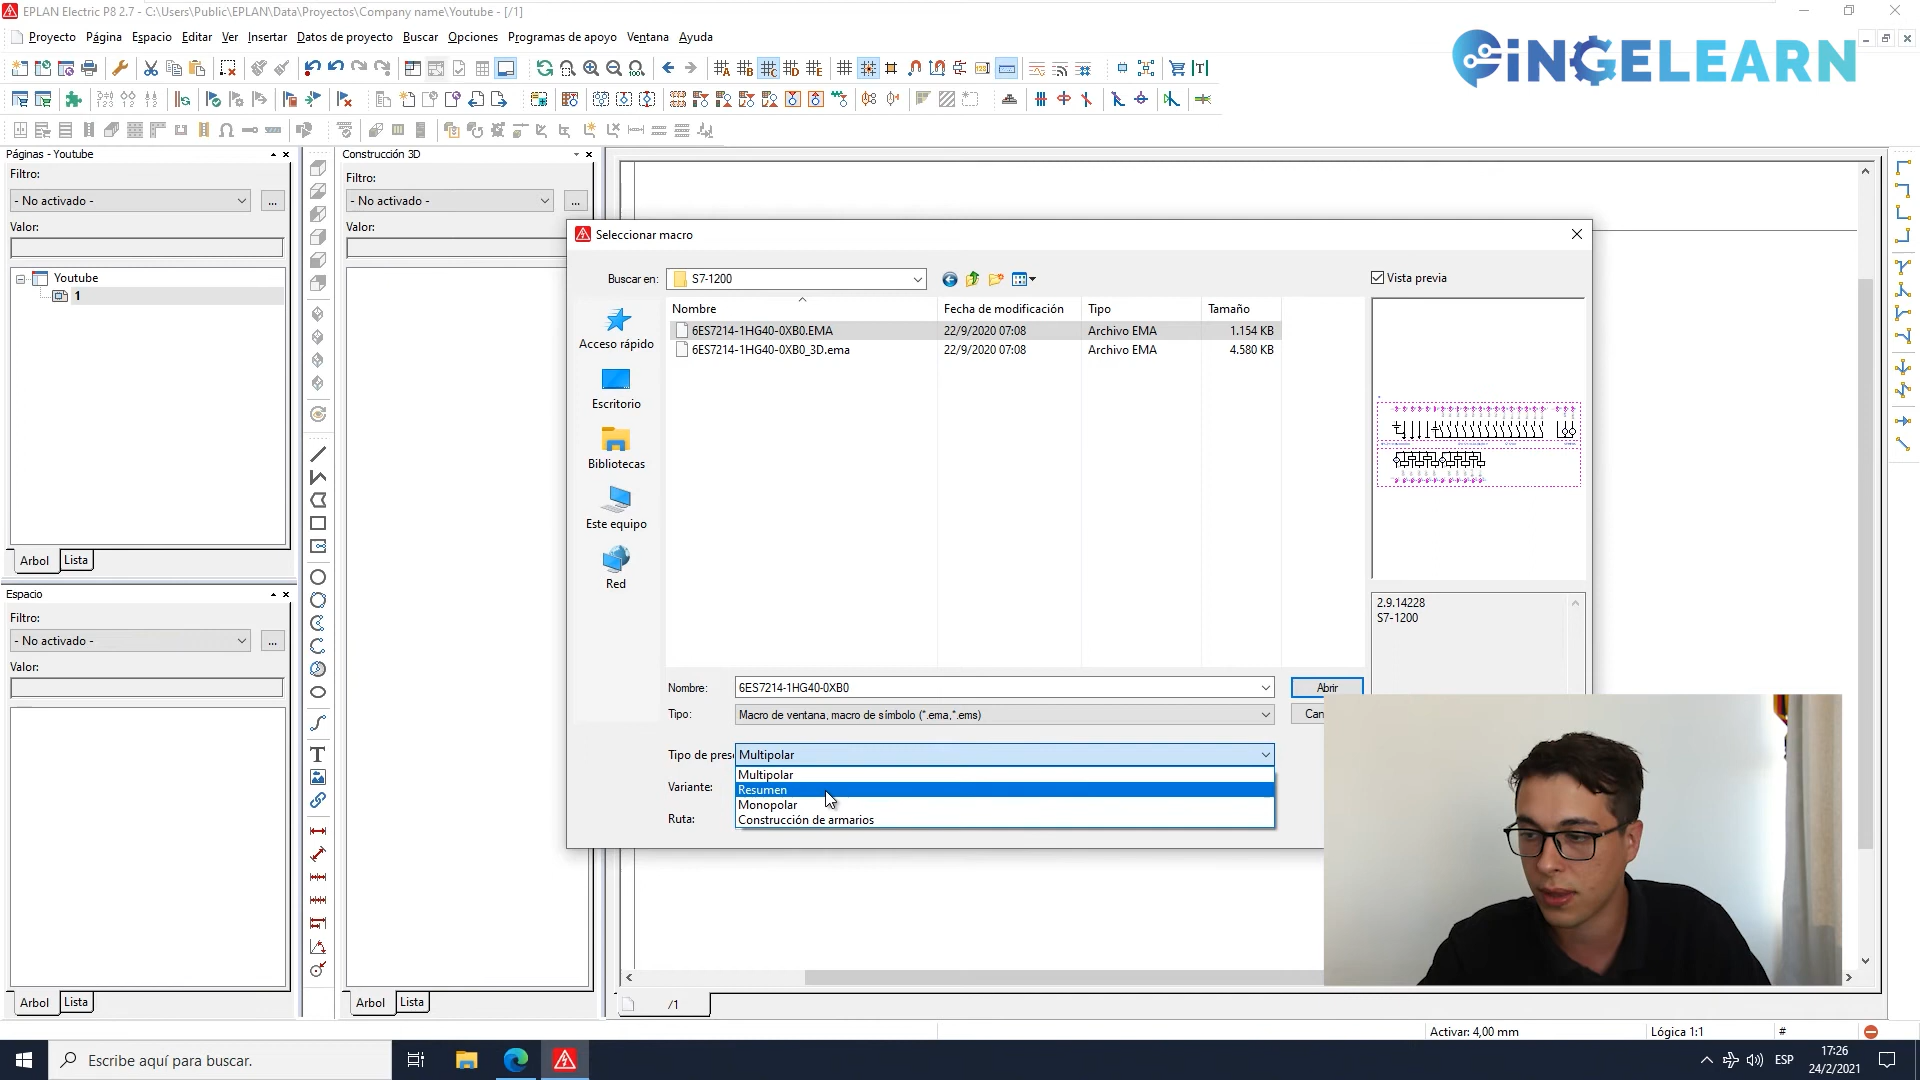 EPLAN Electric P8 2.7 - C:\Users\Public\EPLAN\Data\Proyectos\Company name\Youtube - [/1]
Proyecto Página Espacio Editar Ver Insertar Datos de proyecto Buscar Opciones Programas de apoyo Ventana Ayuda
iNGELEARN
Páginas - Youtube
Filtro:
- No activado -
...
Valor:
Youtube
1
Arbol Lista
Espacio
Filtro:
- No activado -
...
Valor:
Arbol Lista
Construcción 3D
Filtro:
- No activado -
...
Valor:
Arbol Lista
Seleccionar macro
Buscar en: S7-1200
Vista previa
Acceso rápido
Escritorio
Bibliotecas
Este equipo
Red
Nombre Fecha de modificación Tipo Tamaño
6ES7214-1HG40-0XB0.EMA 22/9/2020 07:08 Archivo EMA 1.154 KB
6ES7214-1HG40-0XB0_3D.ema 22/9/2020 07:08 Archivo EMA 4.580 KB
2.9.14228
S7-1200
Nombre: 6ES7214-1HG40-0XB0 Abrir
Tipo: Macro de ventana, macro de símbolo (*.ema,*.ems) Can
Tipo de pres Multipolar
Multipolar
Variante:
Resumen
Monopolar
Ruta:
Construcción de armarios
/1
Activar: 4,00 mm Lógica 1:1 #
Escribe aquí para buscar.
ESP
17:26
24/2/2021